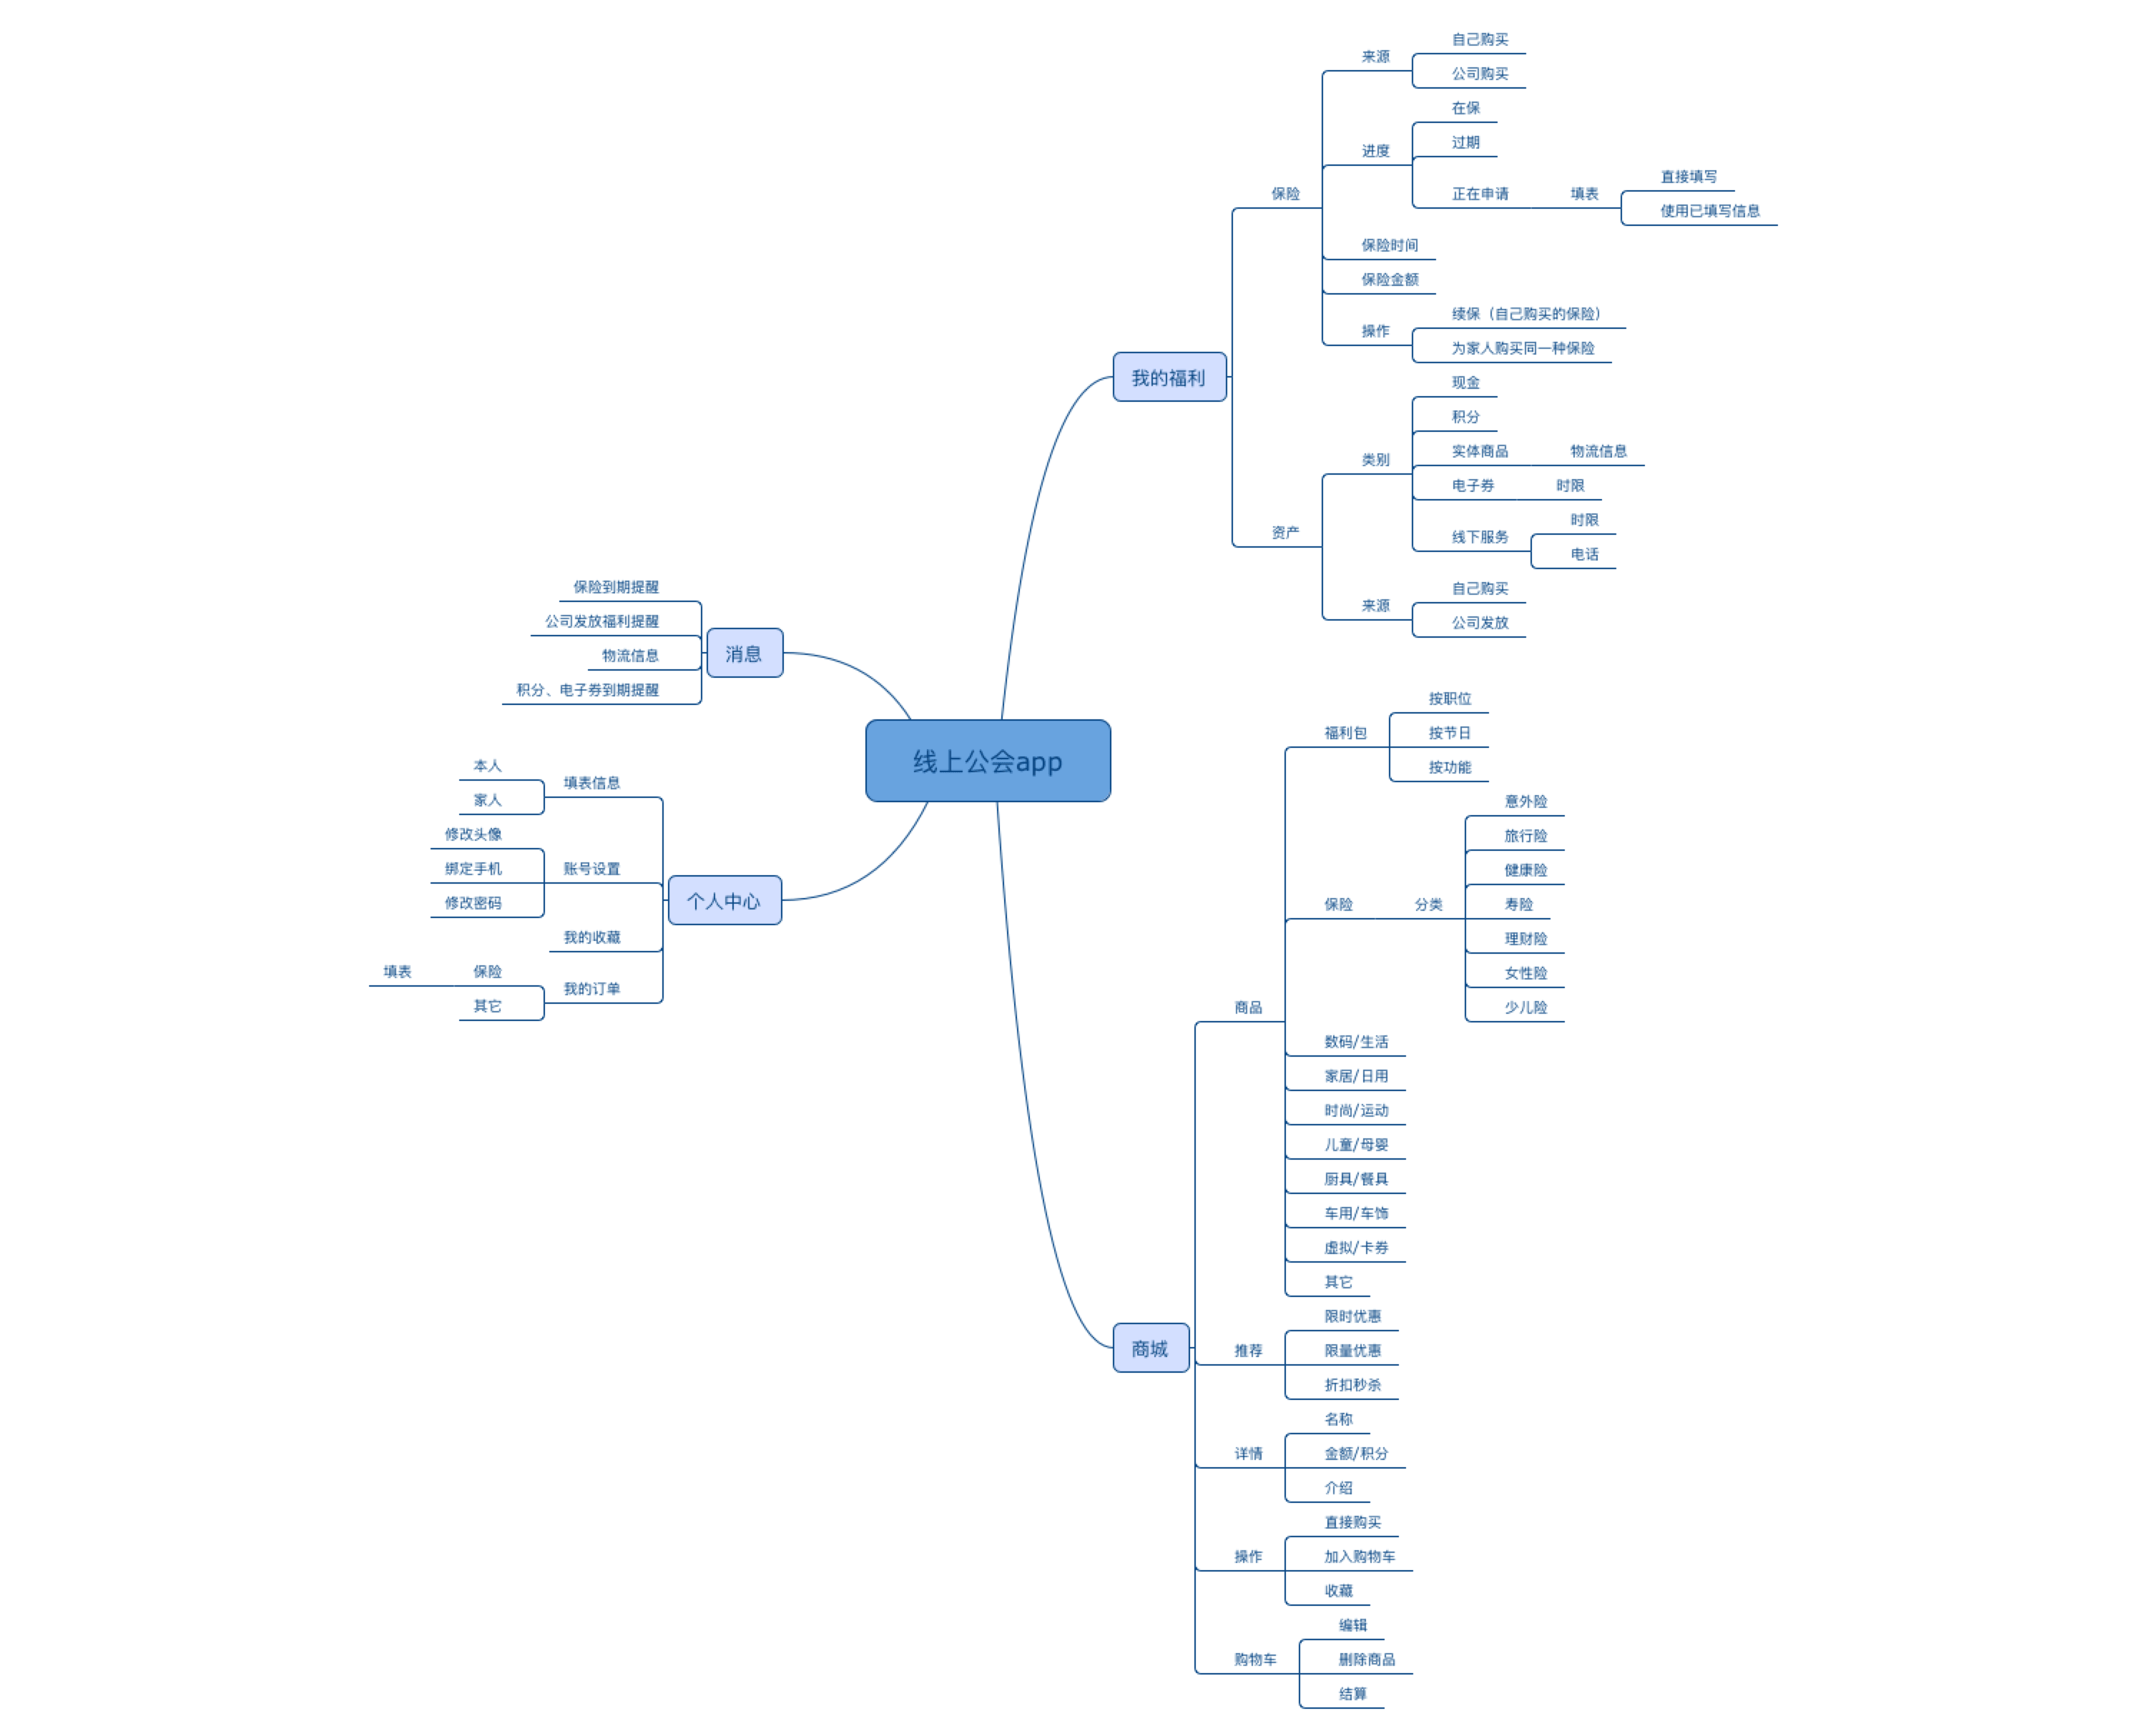 线上公会app
我的福利
保险
来源
自己购买
公司购买
进度
在保
过期
正在申请
填表
直接填写
使用已填写信息
保险时间
保险金额
操作
续保（自己购买的保险）
为家人购买同一种保险
资产
类别
现金
积分
实体商品
物流信息
电子券
时限
线下服务
时限
电话
来源
自己购买
公司发放
商城
商品
福利包
按职位
按节日
按功能
保险
分类
意外险
旅行险
健康险
寿险
理财险
女性险
少儿险
数码/生活
家居/日用
时尚/运动
儿童/母婴
厨具/餐具
车用/车饰
虚拟/卡券
其它
推荐
限时优惠
限量优惠
折扣秒杀
详情
名称
金额/积分
介绍
操作
直接购买
加入购物车
收藏
购物车
编辑
删除商品
结算
消息
保险到期提醒
公司发放福利提醒
物流信息
积分、电子券到期提醒
个人中心
填表信息
本人
家人
账号设置
修改头像
绑定手机
修改密码
我的收藏
我的订单
保险
填表
其它